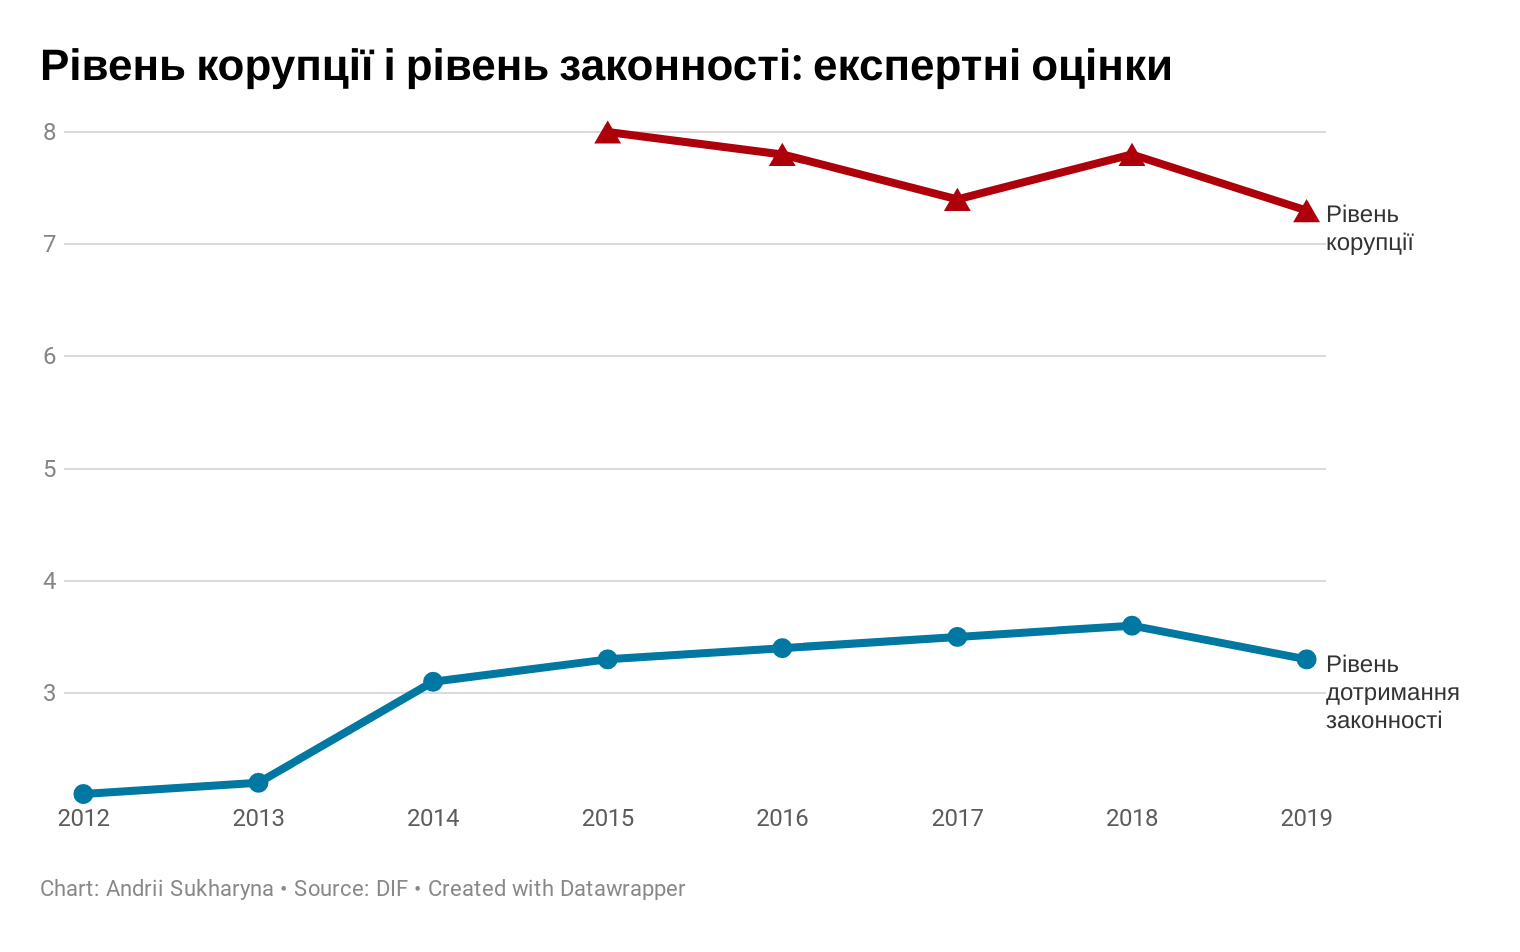 Рівень корупції і рівень законності: експертні оцінки
8
7
6
5
4
3
Рівень
корупції
Рівень
дотримання
законності
2012 2013 2014 2015 2016 2017 2018 2019
Chart: Andrii Sukharyna • Source: DIF • Created with Datawrapper